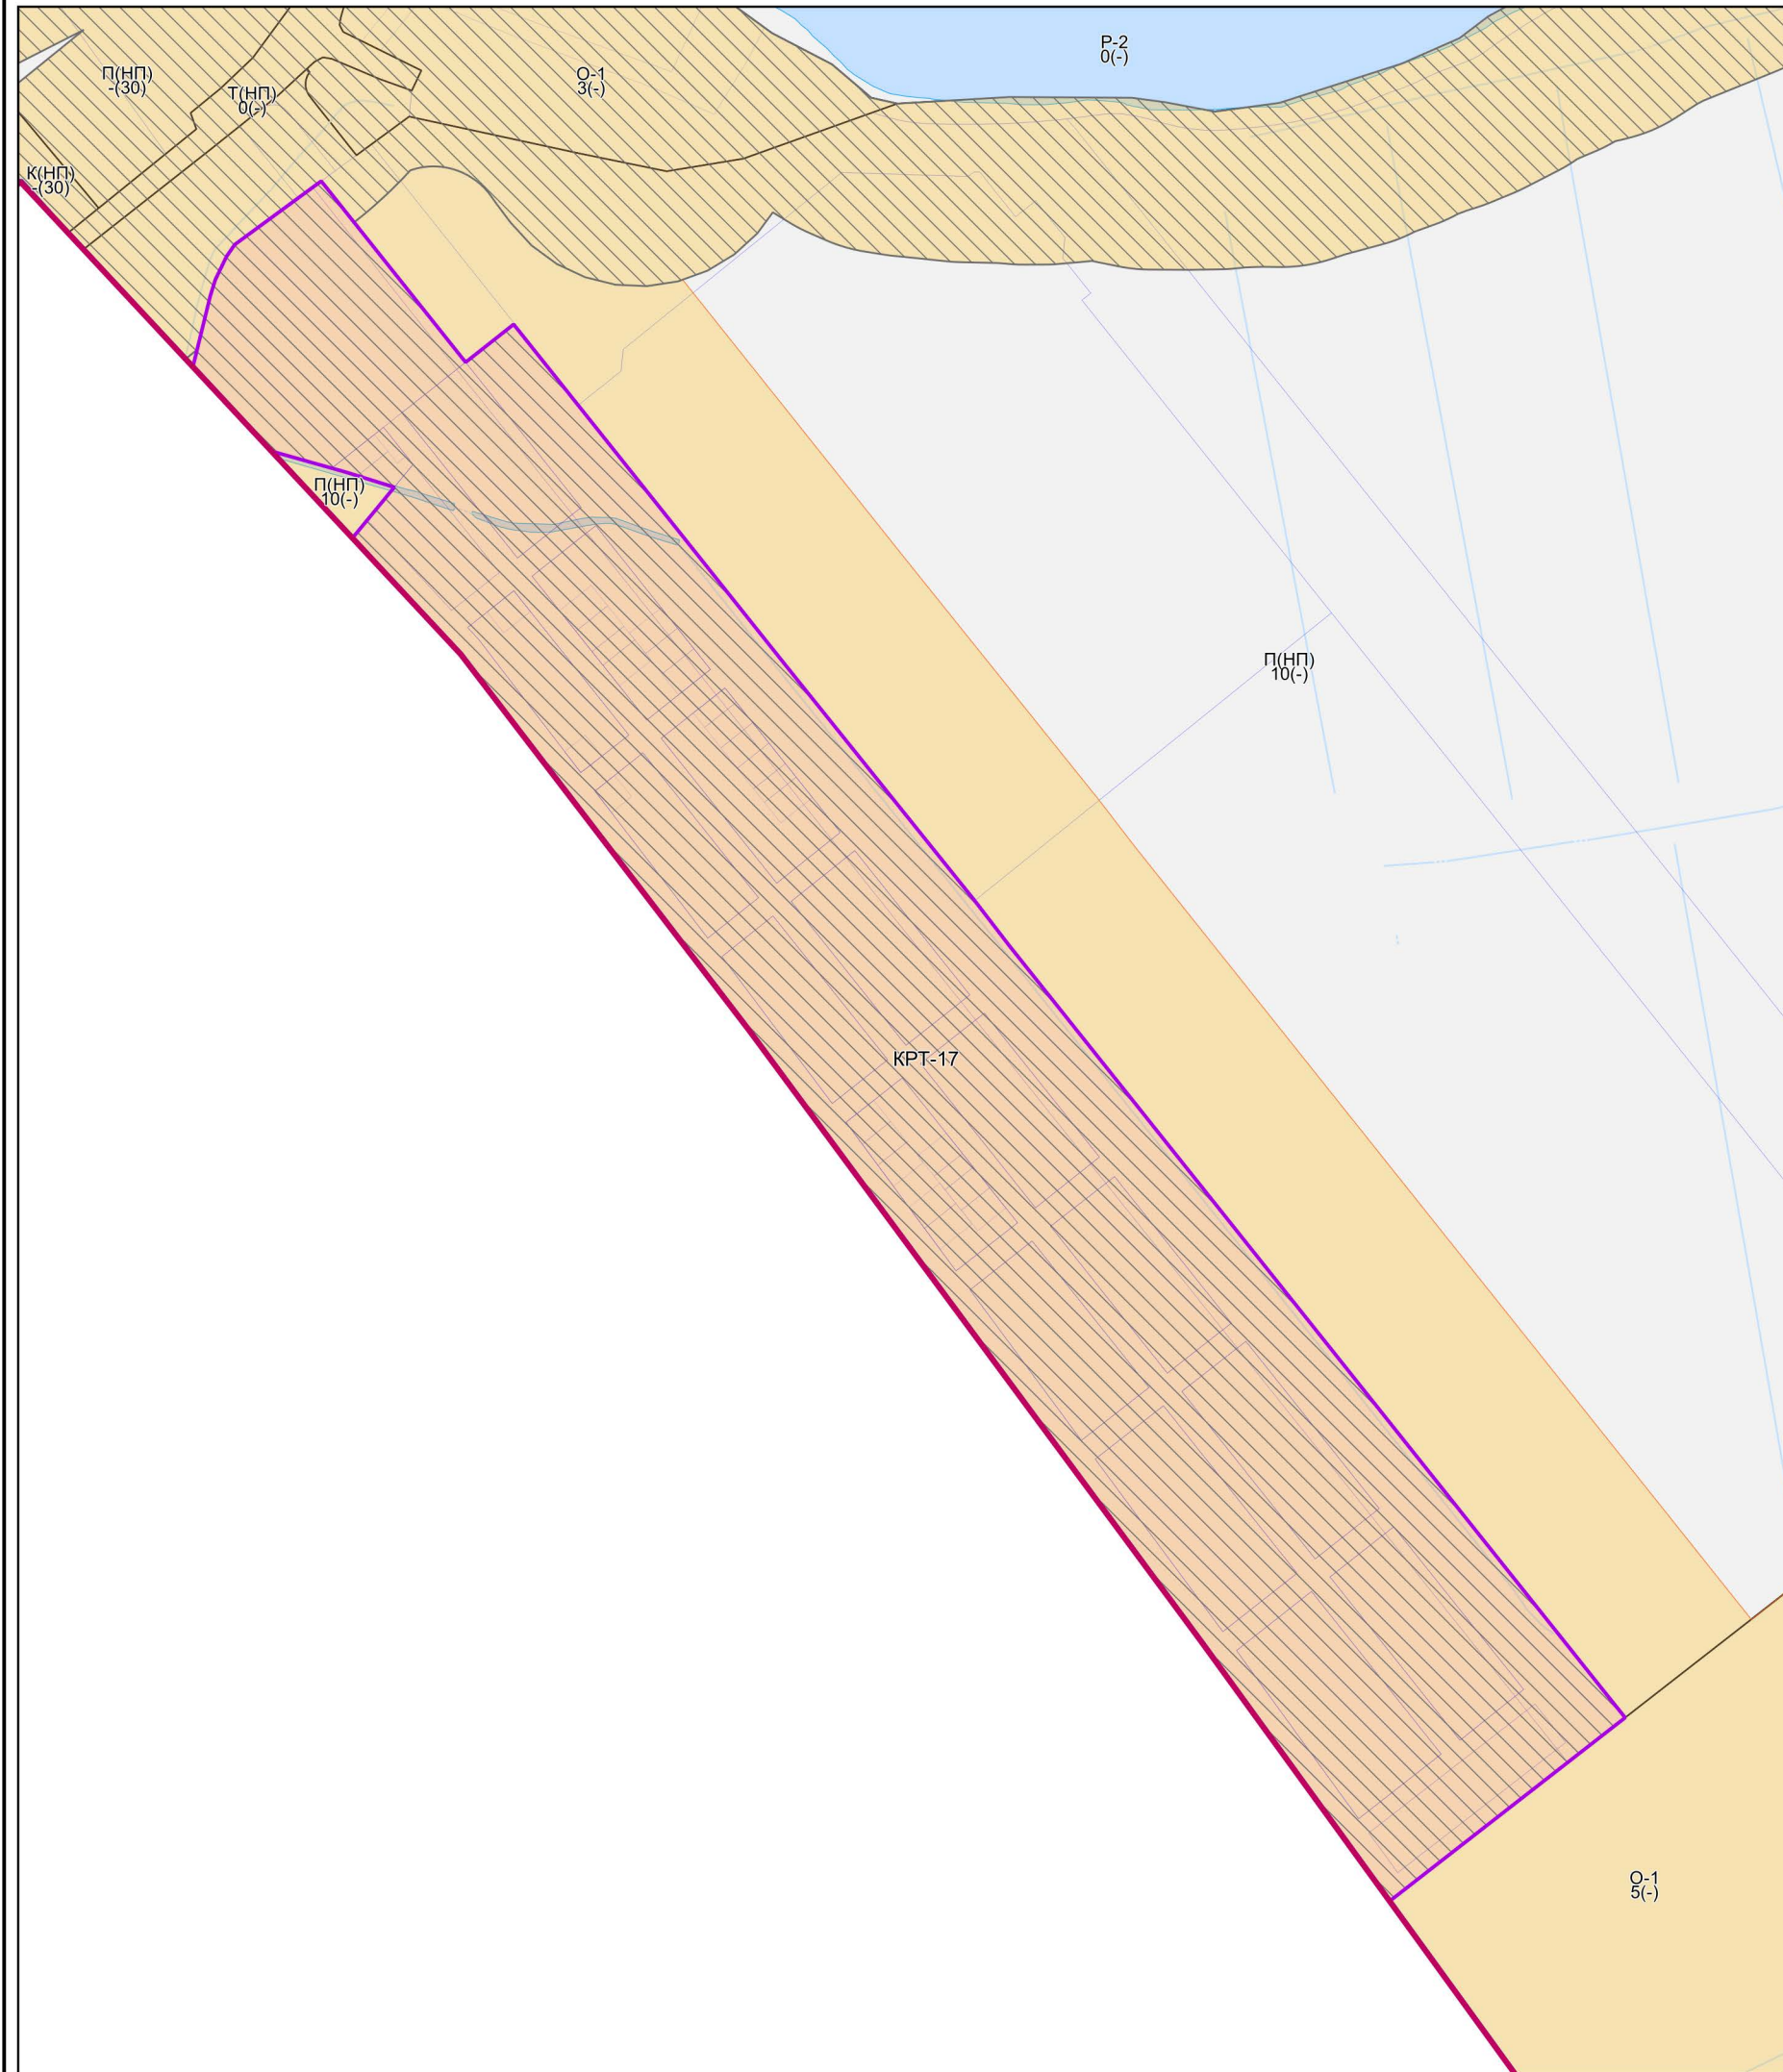 Р-2
0(-)
П(НП)
-(30)
О-1
3(-)
Т(НП)
0(-)
К(НП)
-(30)
П(НП)
10(-)
П(НП)
10(-)
КРТ-17
О-1
5(-)